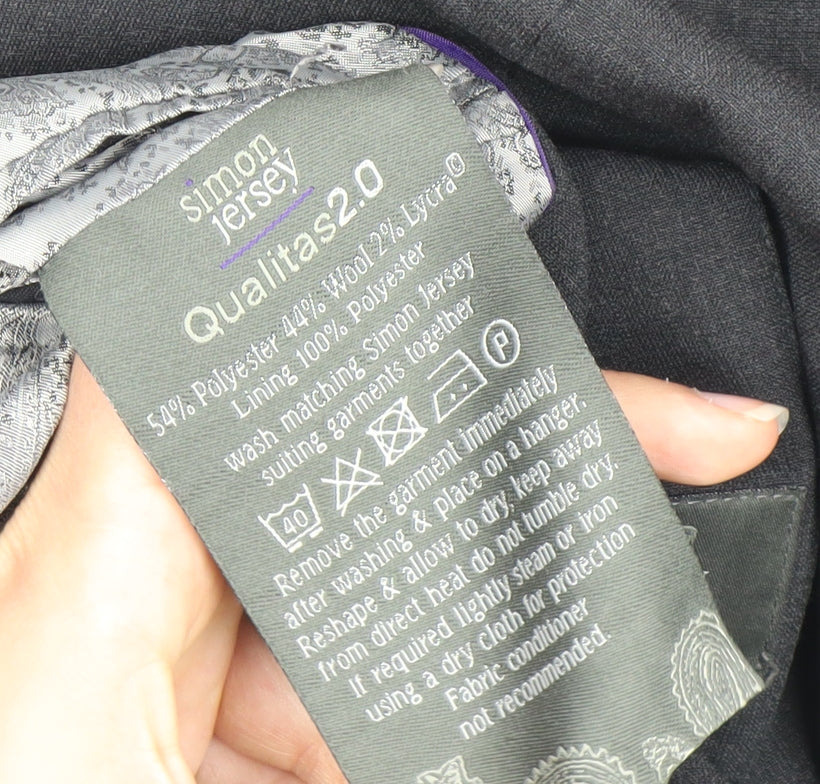 simon
jersey
Qualitas2.0
54% Polyester 44% Wool 2% Lycra©
Lining 100% Polyester
wash matching Simon Jersey
suiting garments together
40 P
Remove the garment immediately
after washing & place on a hanger.
Reshape & allow to dry, keep away
from direct heat do not tumble dry.
If required lightly steam or iron
using a dry cloth for protection
Fabric conditioner
not recommended.